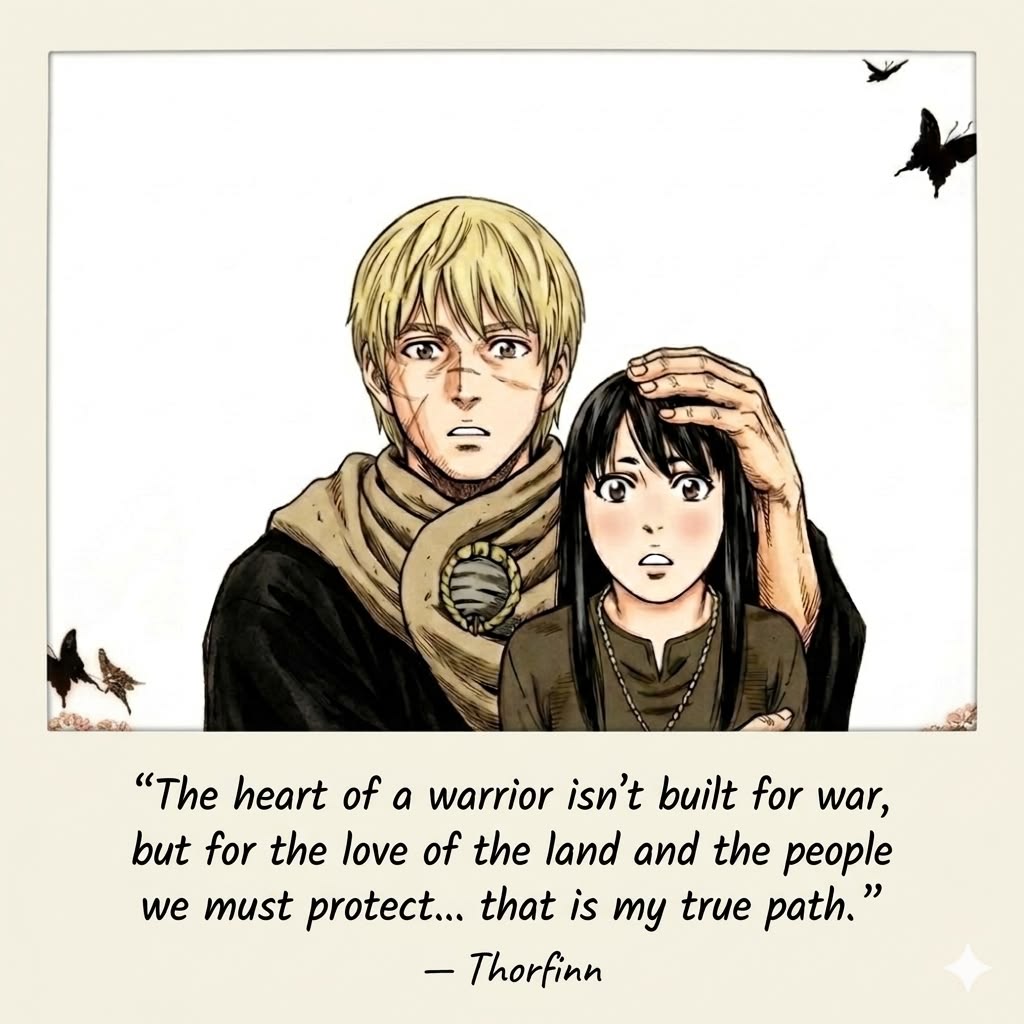 “The heart of a warrior isn’t built for war,
but for the love of the land and the people
we must protect... that is my true path.”
— Thorfinn